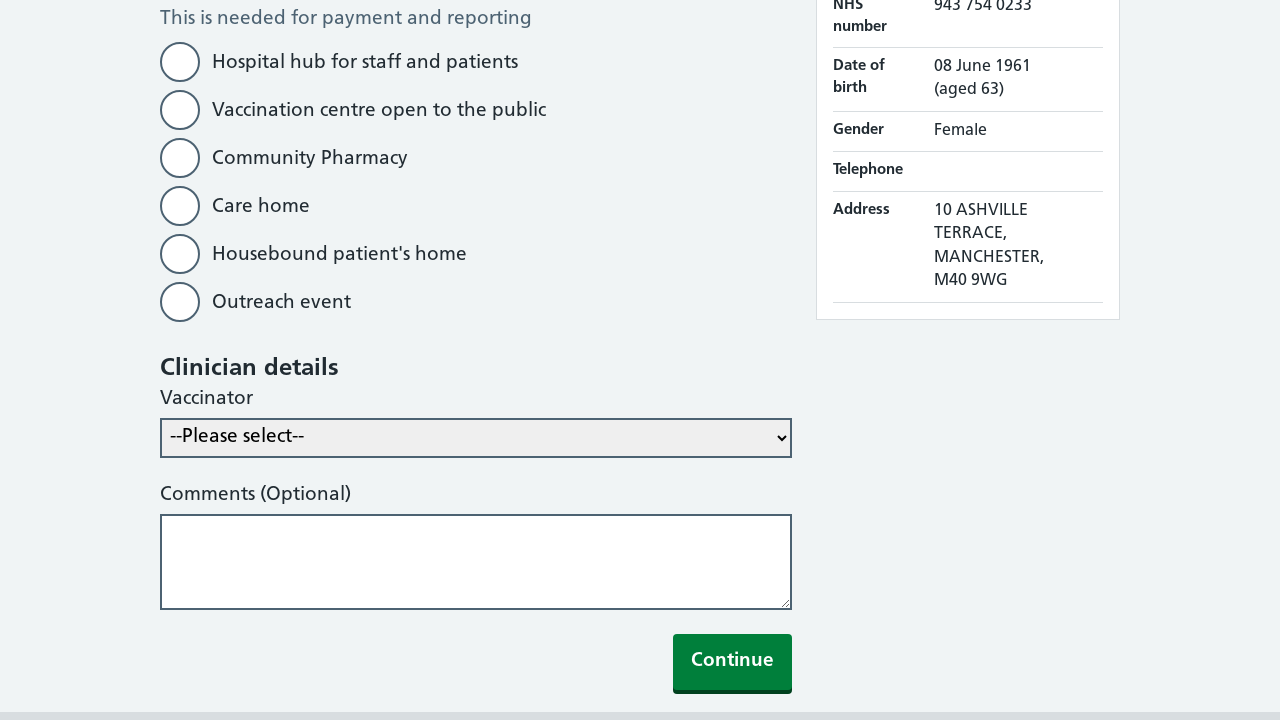 This is needed for payment and reporting
Hospital hub for staff and patients
Vaccination centre open to the public
Community Pharmacy
Care home
Housebound patient's home
Outreach event
Clinician details
Vaccinator
--Please select--
Comments (Optional)
Continue
NHS 943 754 0233
number
Date of 08 June 1961
birth (aged 63)
Gender Female
Telephone
Address 10 ASHVILLE
TERRACE,
MANCHESTER,
M40 9WG